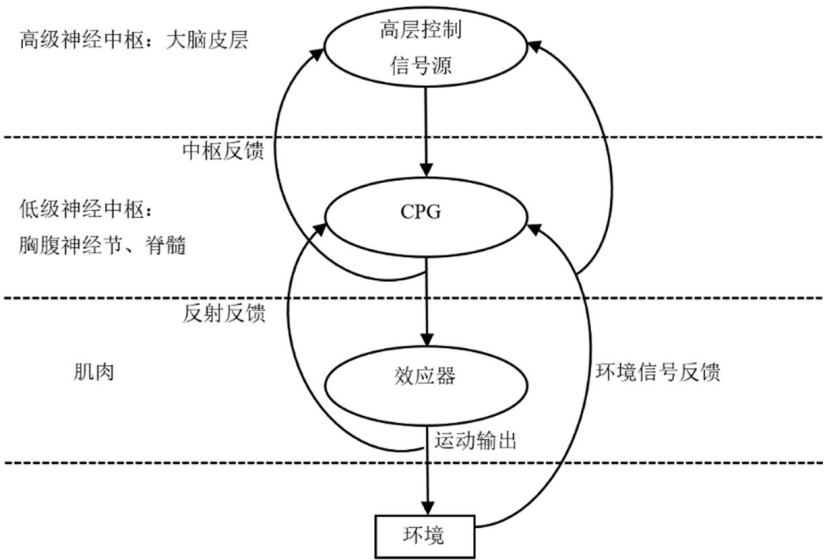 高级神经中枢：大脑皮层
高层控制
信号源
中枢反馈
低级神经中枢：
胸腹神经节、脊髓
CPG
反射反馈
肌肉
效应器
环境信号反馈
运动输出
环境